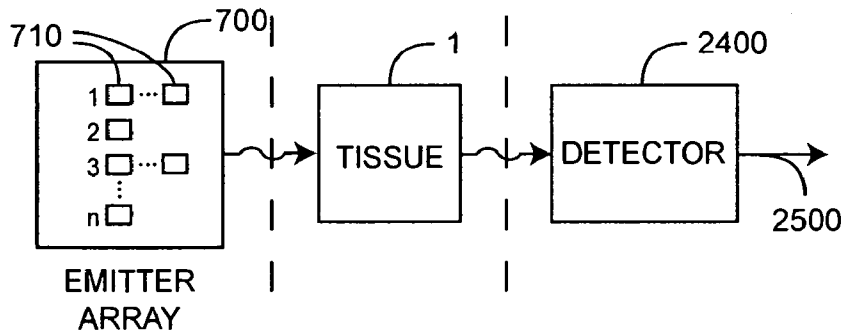 710
700
1
2400
1 ...
2
3 ...
n
TISSUE
DETECTOR
2500
EMITTER
ARRAY